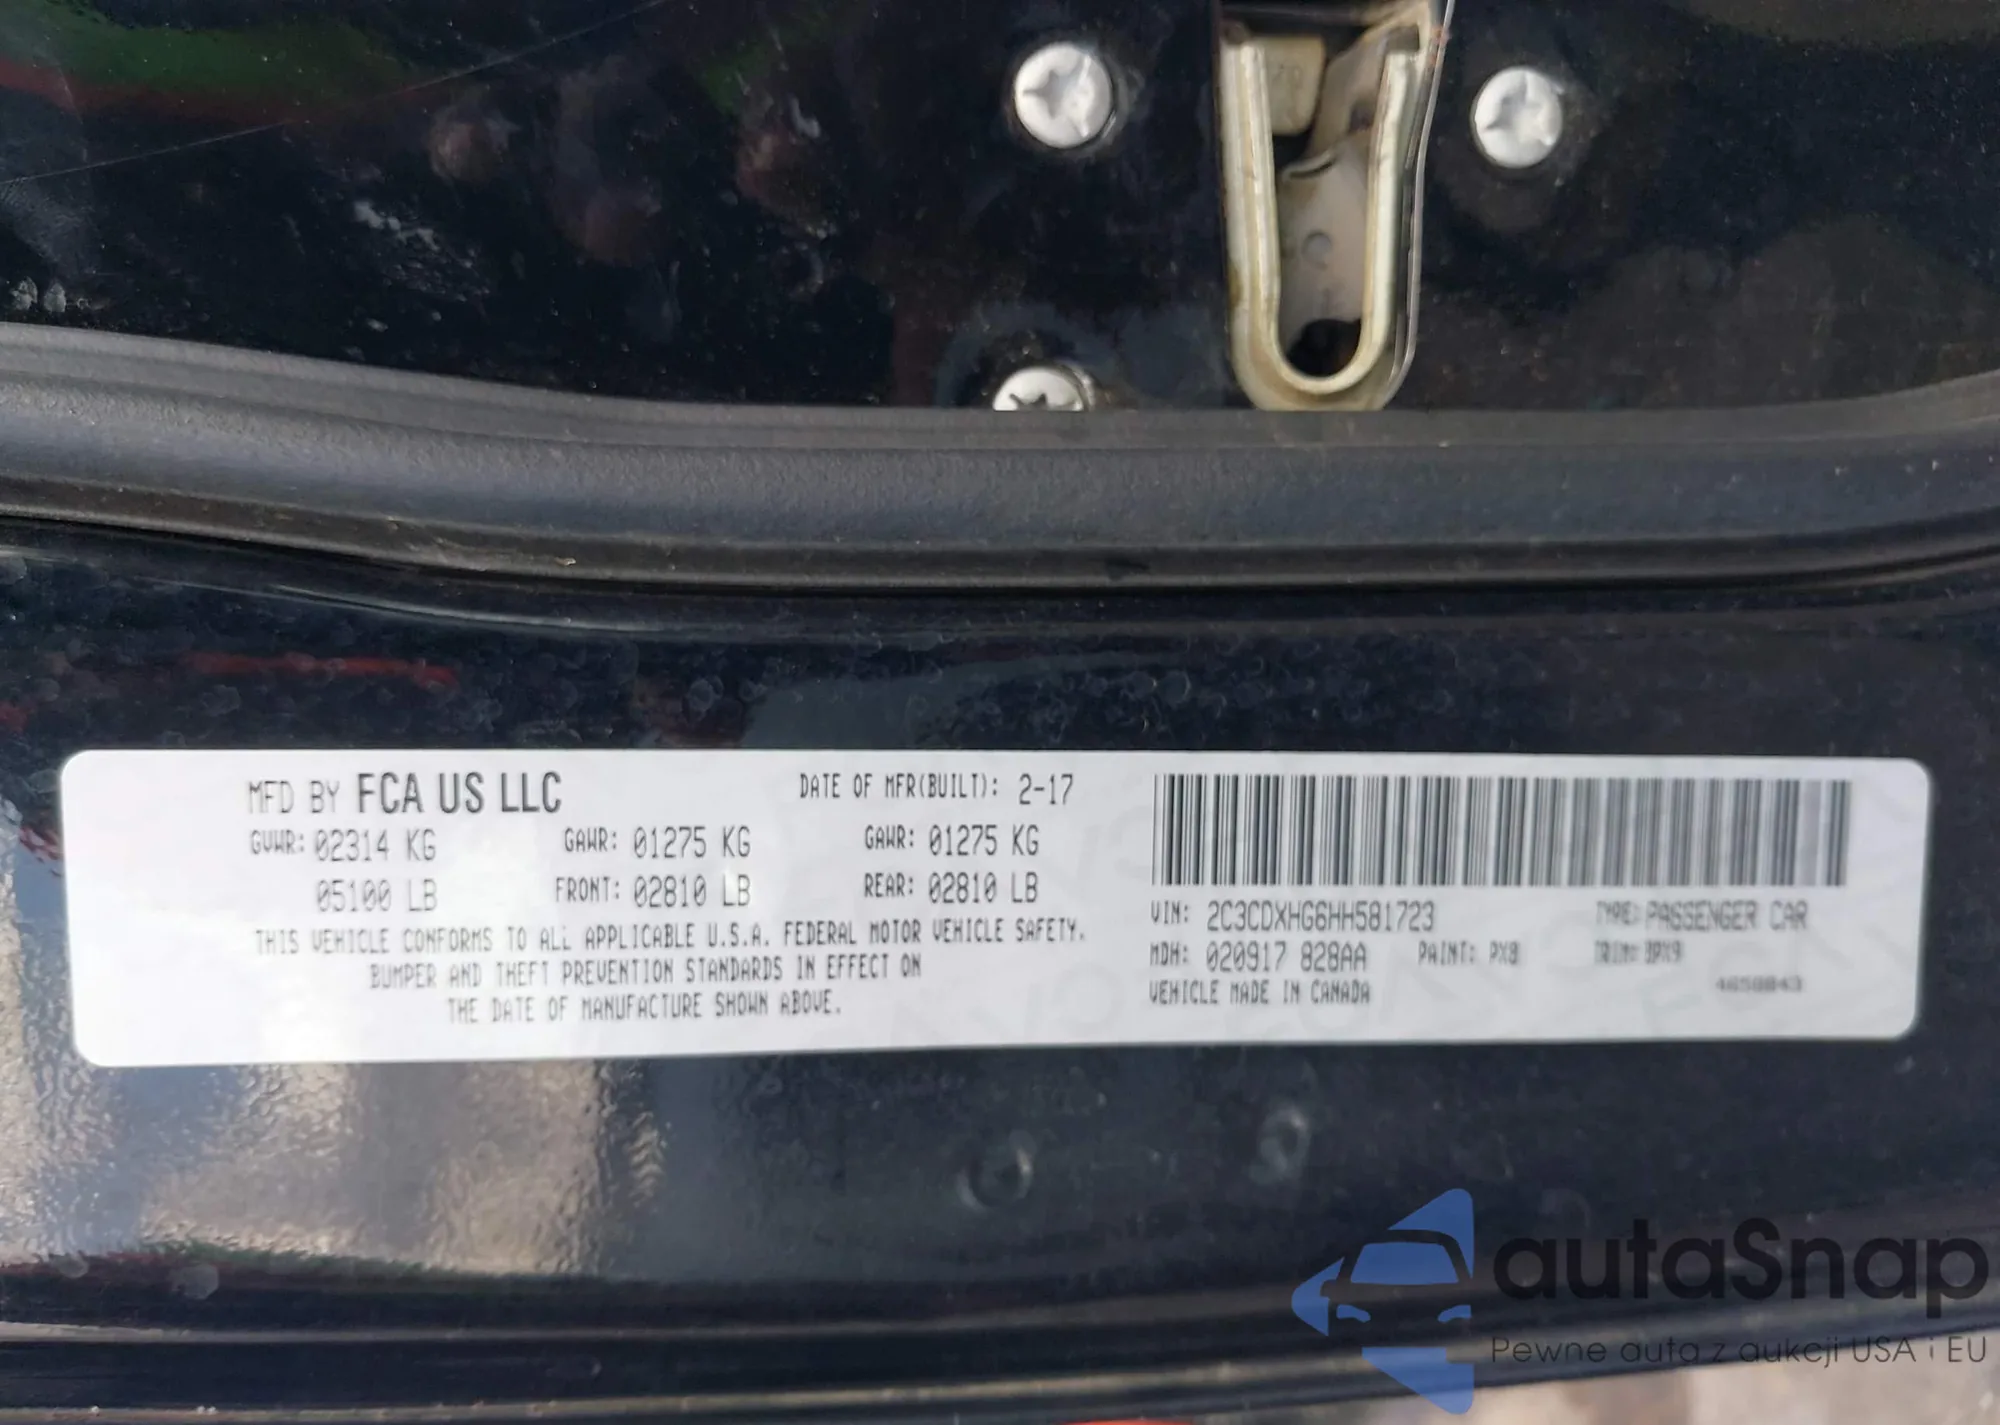 MFD BY FCA US LLC DATE OF MFR(BUILT): 2-17
GVWR: 02314 KG GAWR: 01275 KG GAWR: 01275 KG
05100 LB FRONT: 02810 LB REAR: 02810 LB
THIS VEHICLE CONFORMS TO ALL APPLICABLE U.S.A. FEDERAL MOTOR VEHICLE SAFETY,
BUMPER AND THEFT PREVENTION STANDARDS IN EFFECT ON
THE DATE OF MANUFACTURE SHOWN ABOVE.
VIN: 2C3CDXHG6HH581723 TYPE: PASSENGER CAR
MDH: 020917 828AA PAINT: PX8 TRIM:
VEHICLE MADE IN CANADA
autaSnap
Pewne auta z aukcji USA i EU